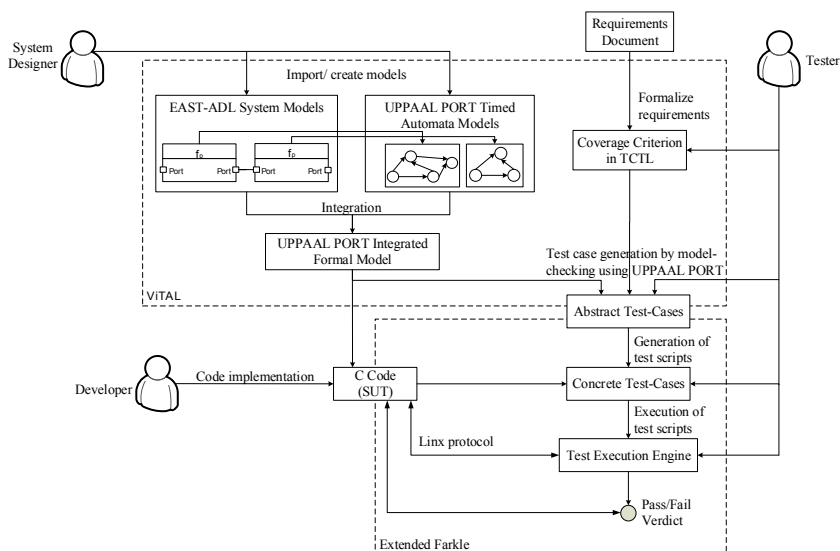 System
Designer
Requirements
Document
Tester
Import/ create models
EAST-ADL System Models
UPPAAL PORT Timed
Automata Models
Formalize
requirements
Coverage Criterion
in TCTL
fₚ
fₚ
Port
Port
Port
Port
Integration
UPPAAL PORT Integrated
Formal Model
Test case generation by model-
checking using UPPAAL PORT
ViTAL
Abstract Test-Cases
Generation of
test scripts
Developer
Code implementation
C Code
(SUT)
Concrete Test-Cases
Execution of
test scripts
Linx protocol
Test Execution Engine
Pass/Fail
Verdict
Extended Farkle